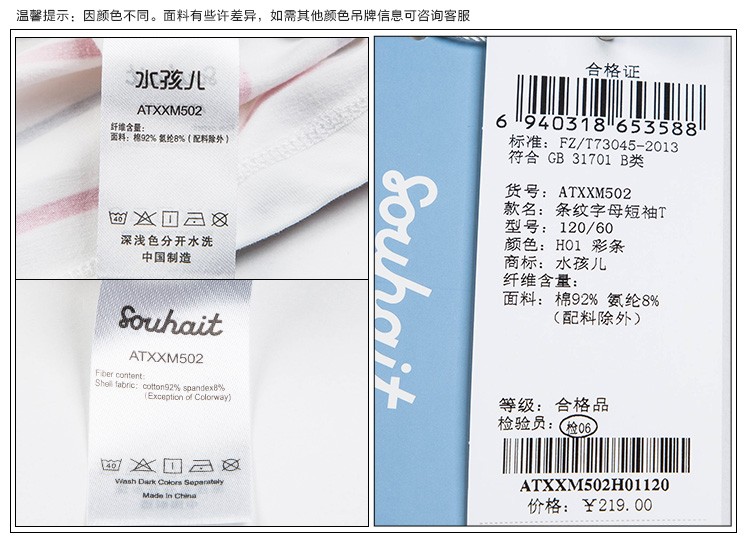 温馨提示：因颜色不同。面料有些许差异，如需其他颜色吊牌信息可咨询客服
水孩儿
ATXXM502
纤维含量：
面料：棉92% 氨纶8%（配料除外）
40
深浅色分开水洗
中国制造
Souhait
ATXXM502
Fiber content:
Shell fabric: cotton92% spandex8%
(Exception of Colorway)
40
Wash Dark Colors Separately
Made In China
Souhait
合格证
6 940318 653588
标准：FZ/T73045-2013
符合 GB 31701 B类
货号：ATXXM502
款名：条纹字母短袖T
型号：120/60
颜色：H01 彩条
商标：水孩儿
纤维含量：
面料：棉92% 氨纶8%
（配料除外）
等级：合格品
检验员：检06
ATXXM502H01120
价格：¥219.00